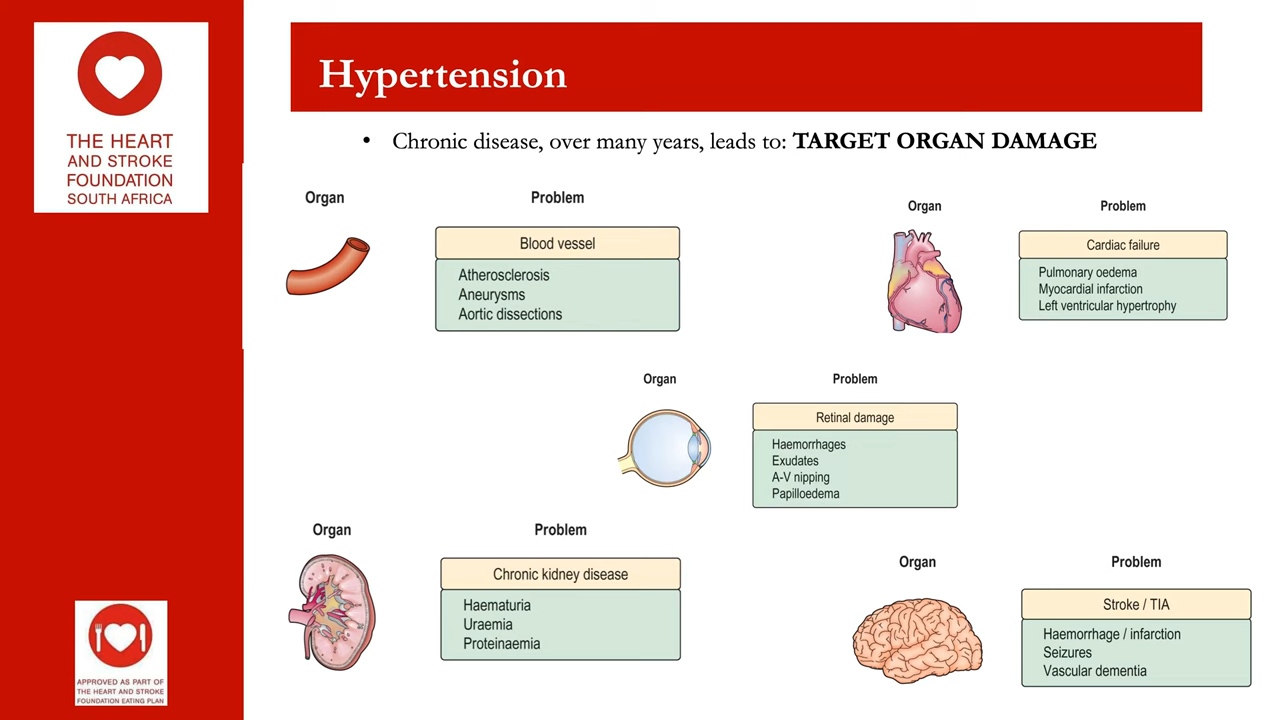 THE HEART
AND STROKE
FOUNDATION
SOUTH AFRICA
Hypertension
• Chronic disease, over many years, leads to: TARGET ORGAN DAMAGE
Organ
Problem
Blood vessel
Atherosclerosis
Aneurysms
Aortic dissections
Organ
Problem
Cardiac failure
Pulmonary oedema
Myocardial infarction
Left ventricular hypertrophy
Organ
Problem
Retinal damage
Haemorrhages
Exudates
A-V nipping
Papilloedema
Organ
Problem
Chronic kidney disease
Haematuria
Uraemia
Proteinaemia
Organ
Problem
Stroke / TIA
Haemorrhage / infarction
Seizures
Vascular dementia
APPROVED AS PART OF
THE HEART AND STROKE
FOUNDATION EATING PLAN